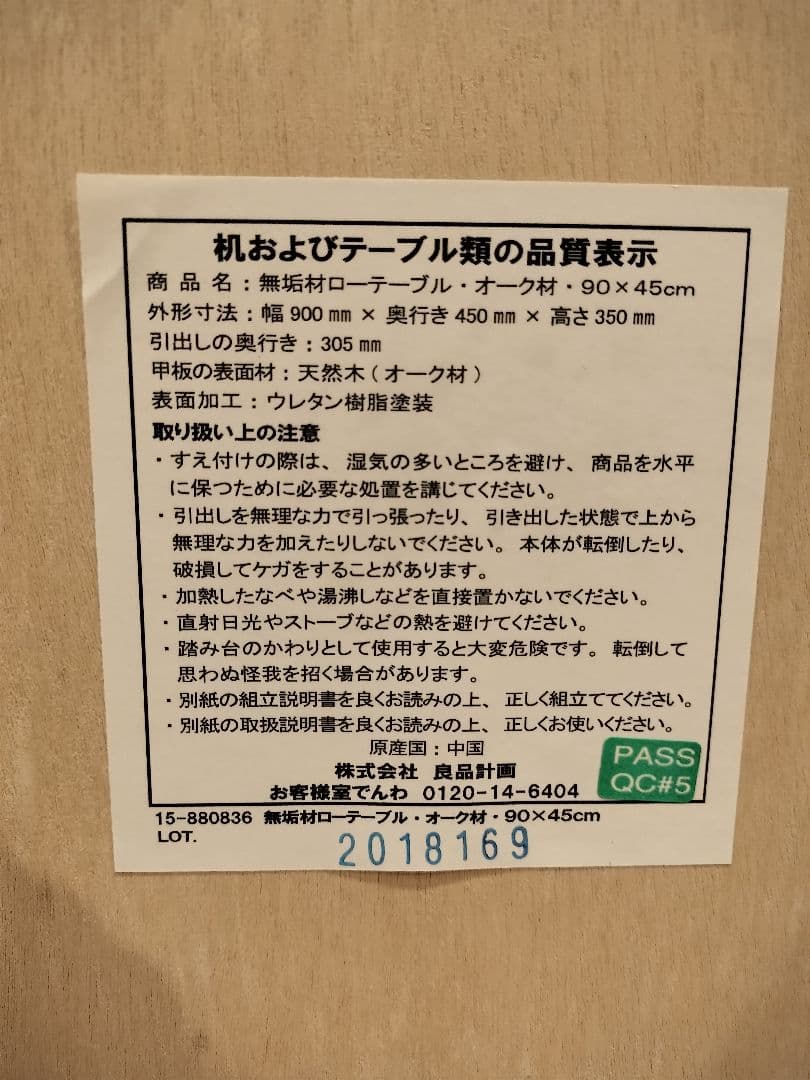 机およびテーブル類の品質表示
商品名：無垢材ローテーブル・オーク材・90×45cm
外形寸法：幅900㎜×奥行き450㎜×高さ350㎜
引出しの奥行き：305㎜
甲板の表面材：天然木(オーク材)
表面加工：ウレタン樹脂塗装
取り扱い上の注意
・すえ付けの際は、湿気の多いところを避け、商品を水平
に保つために必要な処置を講じてください。
・引出しを無理な力で引っ張ったり、引き出した状態で上から
無理な力を加えたりしないでください。本体が転倒したり、
破損してケガをすることがあります。
・加熱したなべや湯沸しなどを直接置かないでください。
・直射日光やストーブなどの熱を避けてください。
・踏み台のかわりとして使用すると大変危険です。転倒して
思わぬ怪我を招く場合があります。
・別紙の組立説明書を良くお読みの上、正しく組立ててください。
・別紙の取扱説明書を良くお読みの上、正しくお使いください。
原産国：中国
株式会社 良品計画
お客様室でんわ 0120-14-6404
PASS
QC#5
15-880836 無垢材ローテーブル・オーク材・90×45cm
LOT.
2018169